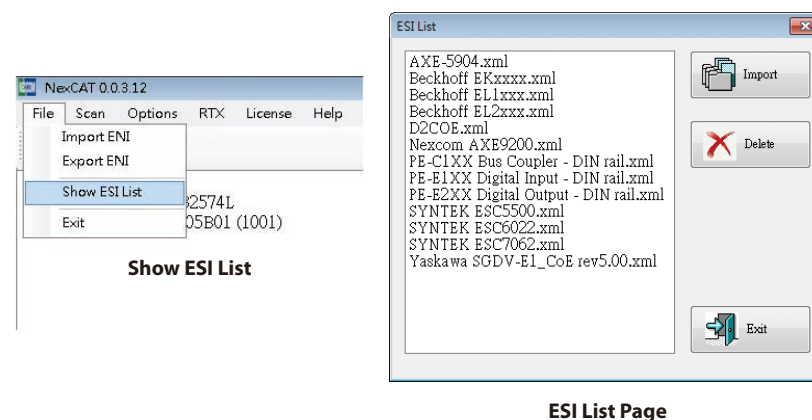 NexCAT 0.0.3.12
File Scan Options RTX License Help
Import ENI
Export ENI
Show ESI List
Exit
82574L
05B01 (1001)
Show ESI List
ESI List
AXE-5904.xml
Beckhoff EKxxxx.xml
Beckhoff EL1xxx.xml
Beckhoff EL2xxx.xml
D2COE.xml
Nexcom AXE9200.xml
PE-C1XX Bus Coupler - DIN rail.xml
PE-E1XX Digital Input - DIN rail.xml
PE-E2XX Digital Output - DIN rail.xml
SYNTEK ESC5500.xml
SYNTEK ESC6022.xml
SYNTEK ESC7062.xml
Yaskawa SGDV-E1_CoE rev5.00.xml
Import
Delete
Exit
ESI List Page